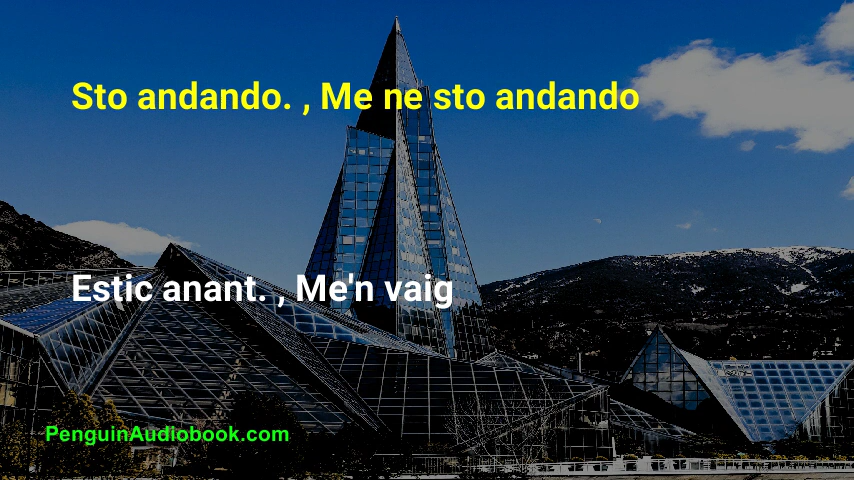 Sto andando. , Me ne sto andando
Estic anant. , Me'n vaig
PenguinAudiobook.com